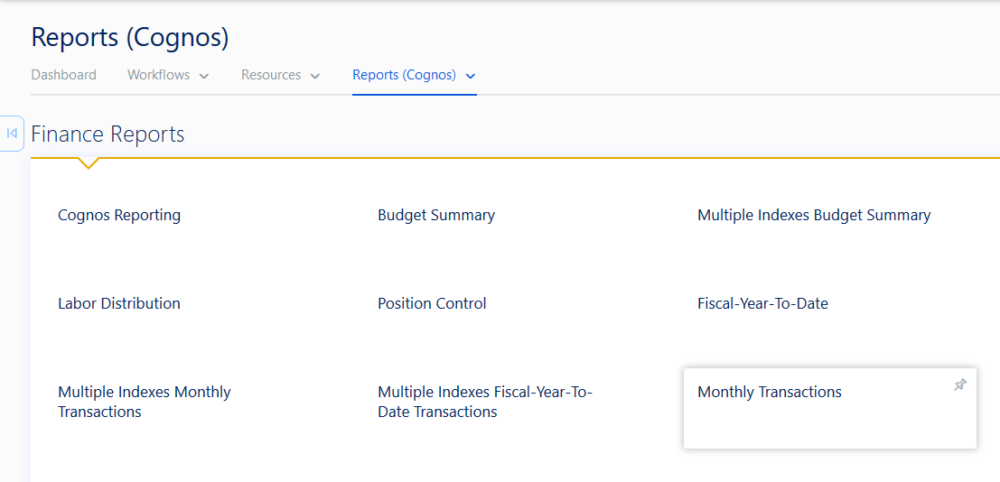 Reports (Cognos)
Dashboard Workflows Resources Reports (Cognos)
Finance Reports
Cognos Reporting Budget Summary Multiple Indexes Budget Summary
Labor Distribution Position Control Fiscal-Year-To-Date
Multiple Indexes Monthly
Transactions
Multiple Indexes Fiscal-Year-To-
Date Transactions
Monthly Transactions